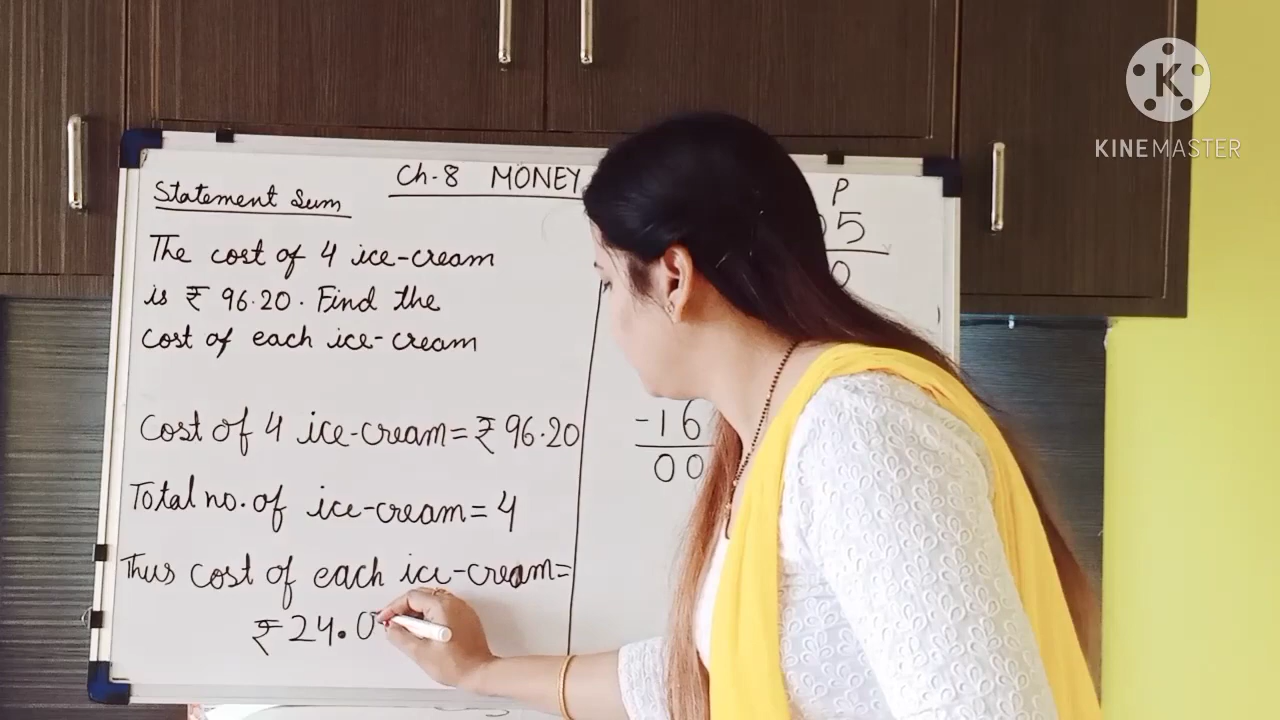 Ch-8 MONEY
Statement Sum
The cost of 4 ice-cream
is ₹ 96.20. Find the
cost of each ice-cream
Cost of 4 ice-cream = ₹ 96.20
Total no. of ice-cream = 4
Thus cost of each ice-cream =
₹ 24.0
P
5
0
-16
00
KINEMASTER